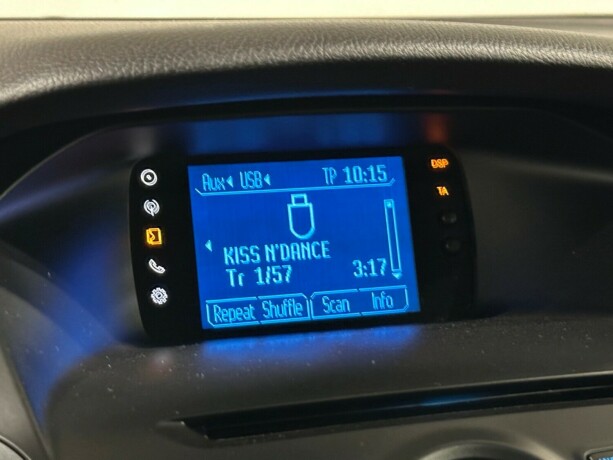 Aux USB TP 10:15
DSP
TA
KISS N'DANCE
Tr 1/57 3:17
Repeat Shuffle Scan Info